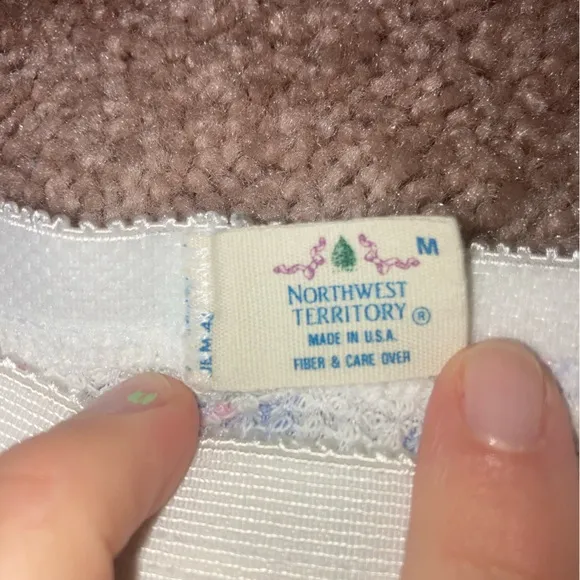 M
NORTHWEST
TERRITORY ®
MADE IN U.S.A.
FIBER & CARE OVER